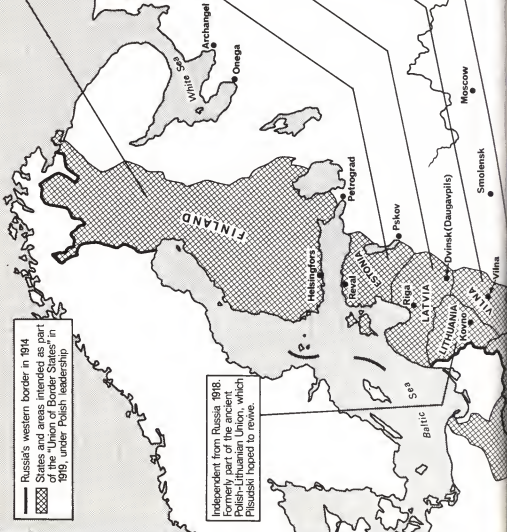 Russia's western border in 1914
States and areas intended as part
of the "Union of Border States" in
1919, under Polish leadership
Independent from Russia 1918.
Formerly part of the ancient
Polish-Lithuanian Union, which
Pilsudski hoped to revive.
White Sea
Archangel
Onega
FINLAND
Helsingfors
Petrograd
Reval
ESTONIA
Pskov
Riga
LATVIA
Dvinsk (Daugavpils)
LITHUANIA
Kovno
VILNA
Vilna
Smolensk
Moscow
Baltic Sea